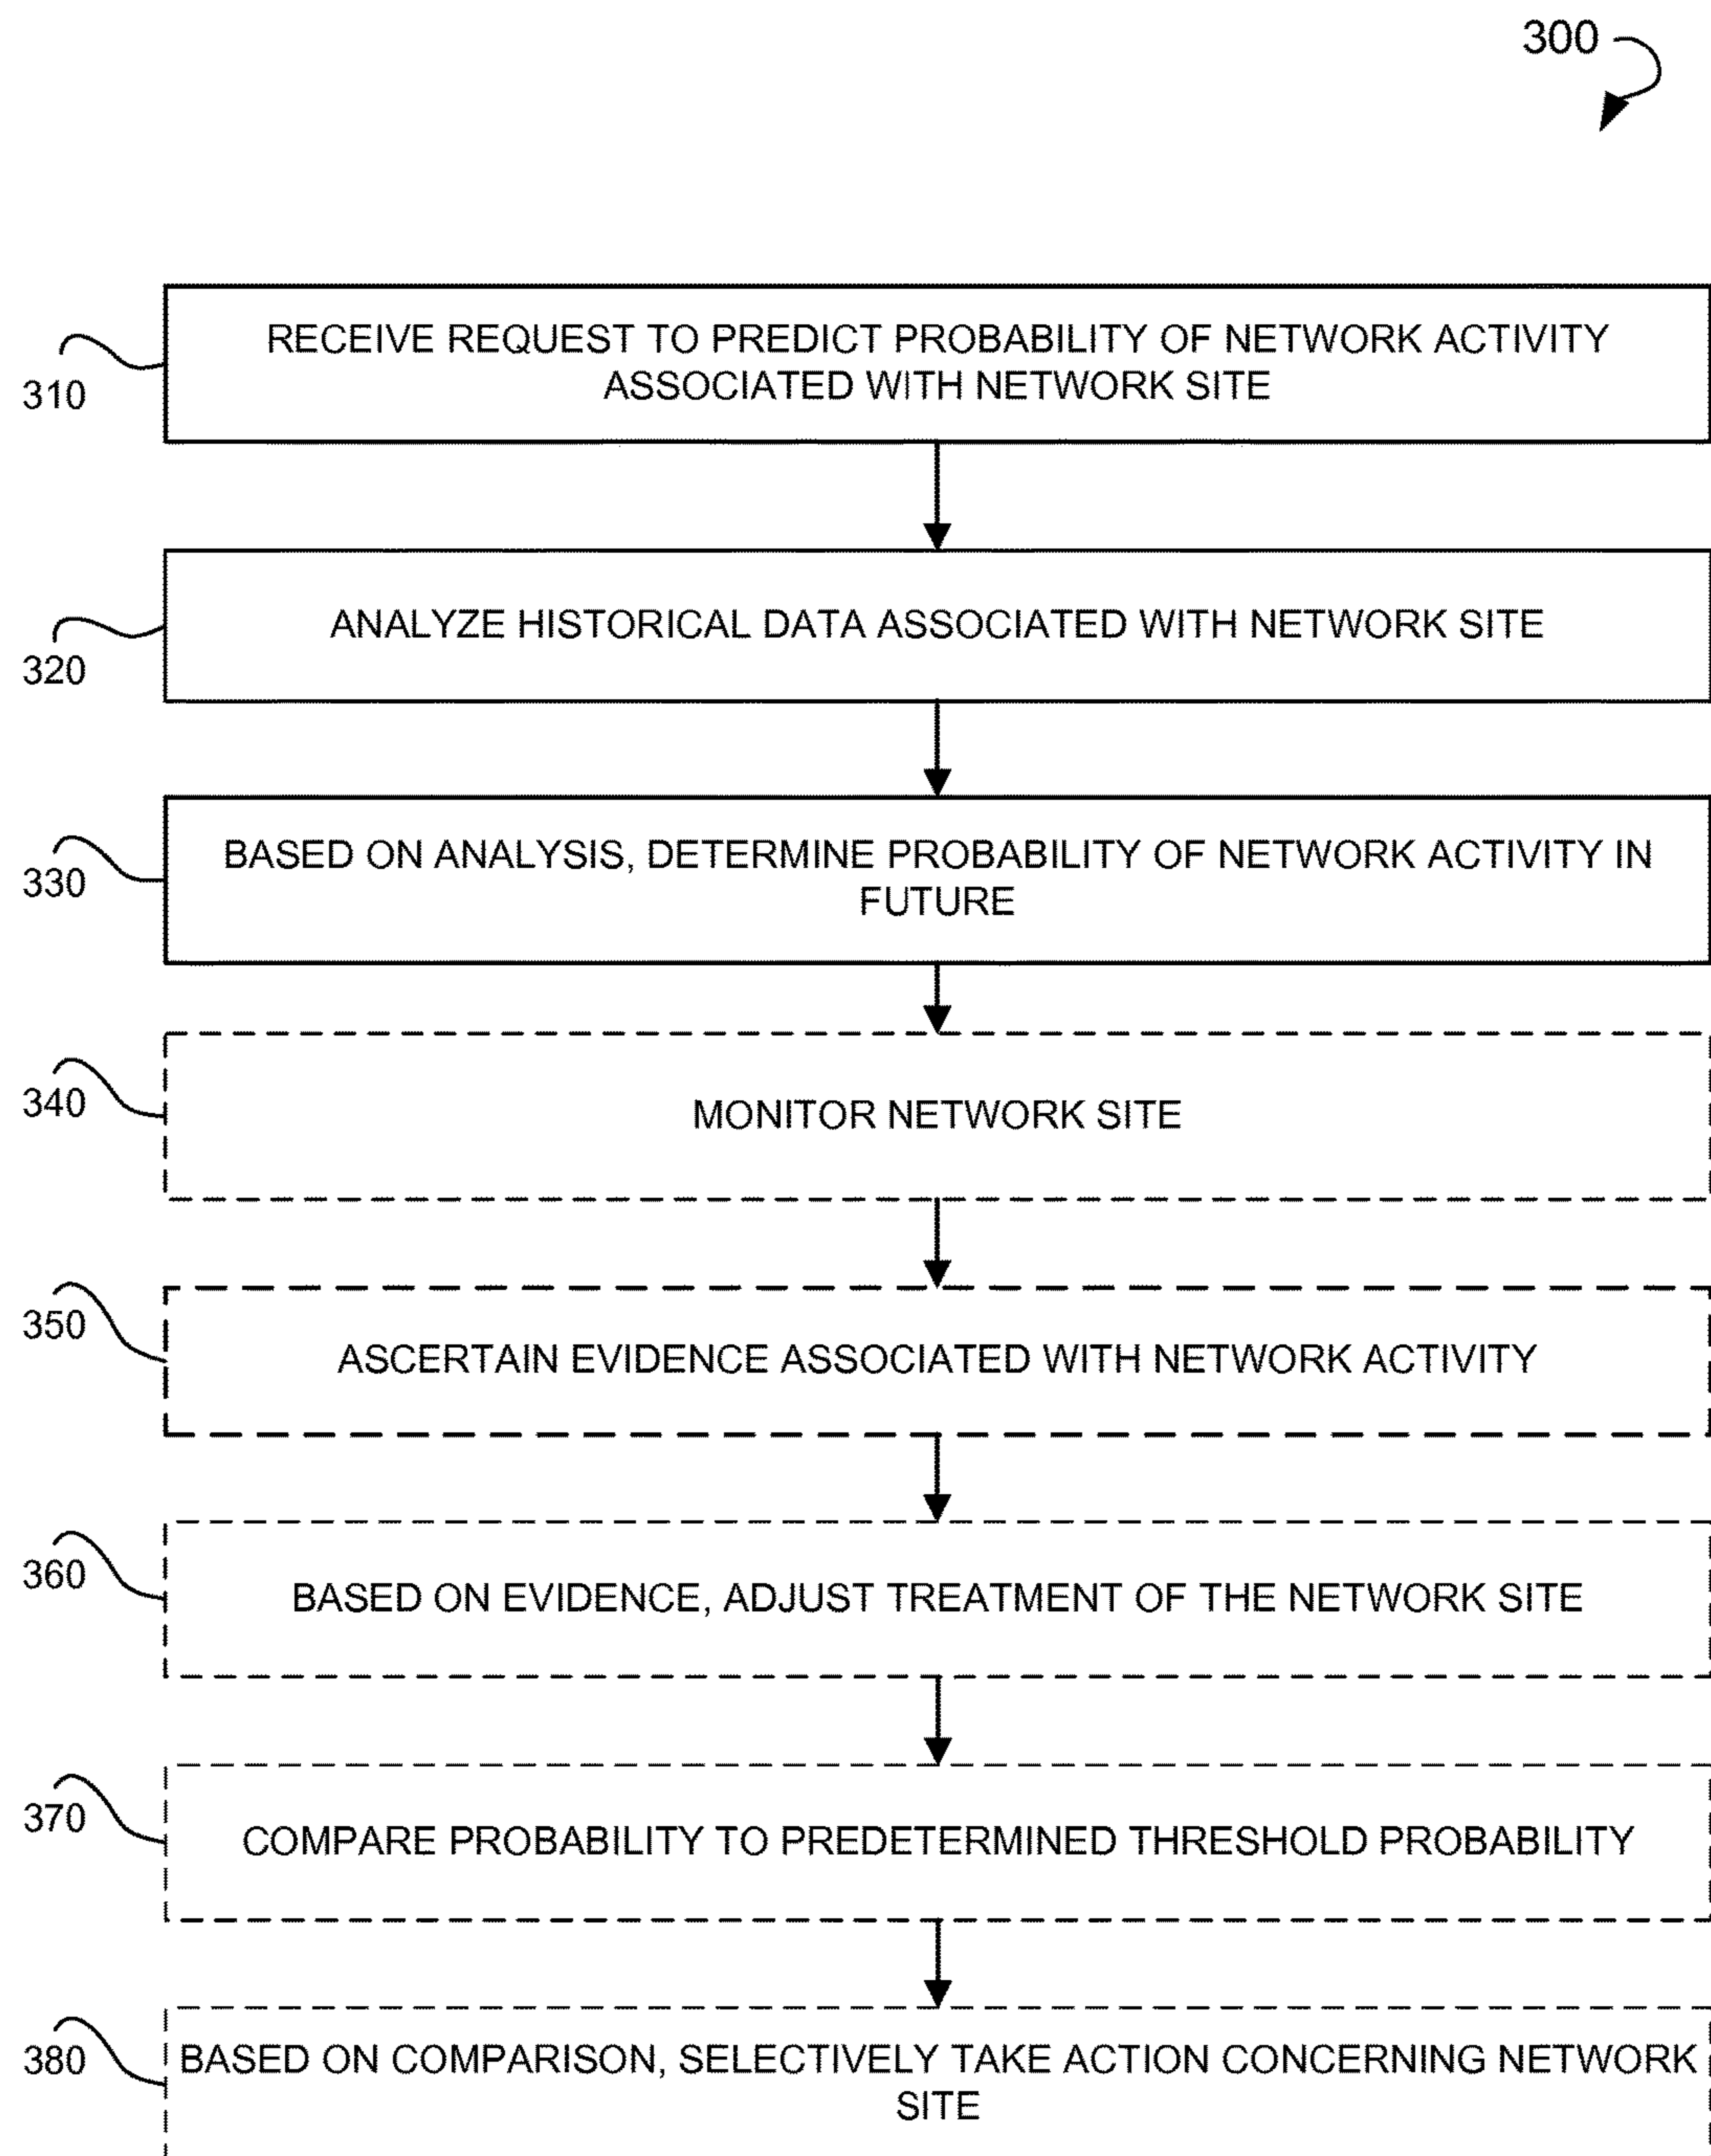 300
RECEIVE REQUEST TO PREDICT PROBABILITY OF NETWORK ACTIVITY
ASSOCIATED WITH NETWORK SITE
310
ANALYZE HISTORICAL DATA ASSOCIATED WITH NETWORK SITE
320
BASED ON ANALYSIS, DETERMINE PROBABILITY OF NETWORK ACTIVITY IN
FUTURE
330
MONITOR NETWORK SITE
340
ASCERTAIN EVIDENCE ASSOCIATED WITH NETWORK ACTIVITY
350
BASED ON EVIDENCE, ADJUST TREATMENT OF THE NETWORK SITE
360
COMPARE PROBABILITY TO PREDETERMINED THRESHOLD PROBABILITY
370
BASED ON COMPARISON, SELECTIVELY TAKE ACTION CONCERNING NETWORK
SITE
380